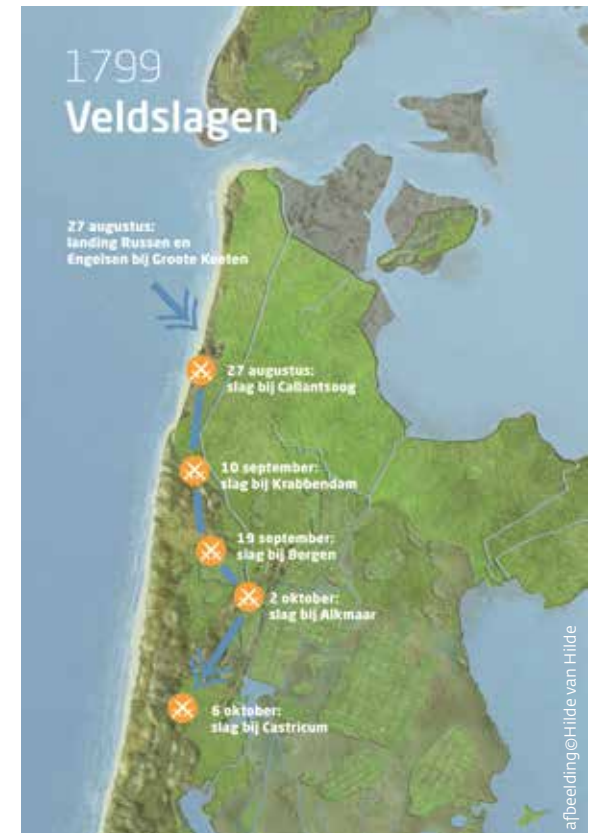 1799
Veldslagen
27 augustus:
landing Russen en
Engelsen bij Groote Keeten
27 augustus:
slag bij Callantsoog
10 september:
slag bij Krabbendam
19 september:
slag bij Bergen
2 oktober:
slag bij Alkmaar
6 oktober:
slag bij Castricum
afbeelding©Hilde van Hilde